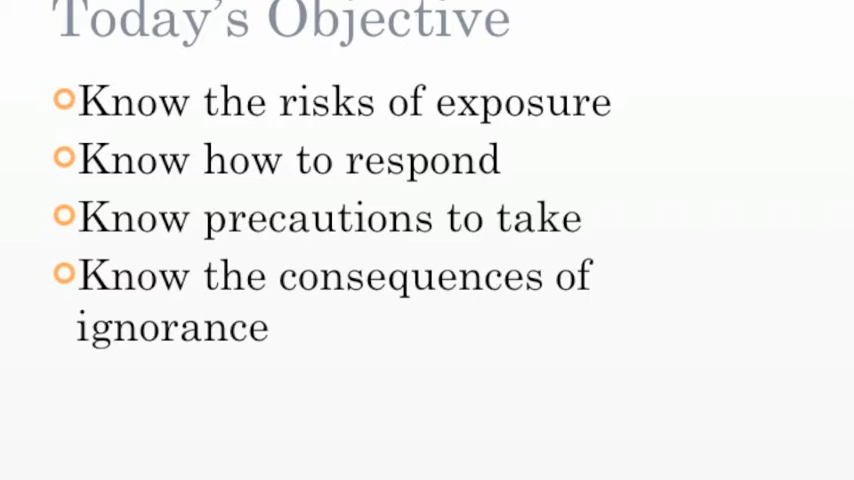 Today's Objective
Know the risks of exposure
Know how to respond
Know precautions to take
Know the consequences of
ignorance